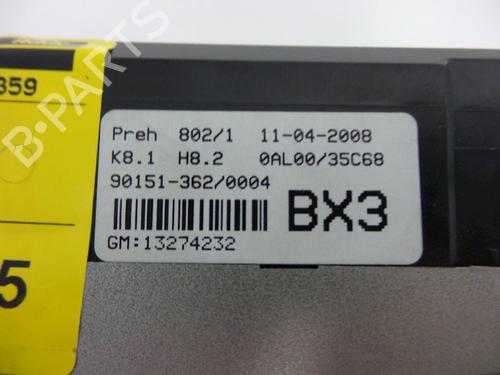 359
Preh 802/1 11-04-2008
K8.1 H8.2 0AL00/35C68
90151-362/0004
BX3
GM:13274232
5
B-PARTS